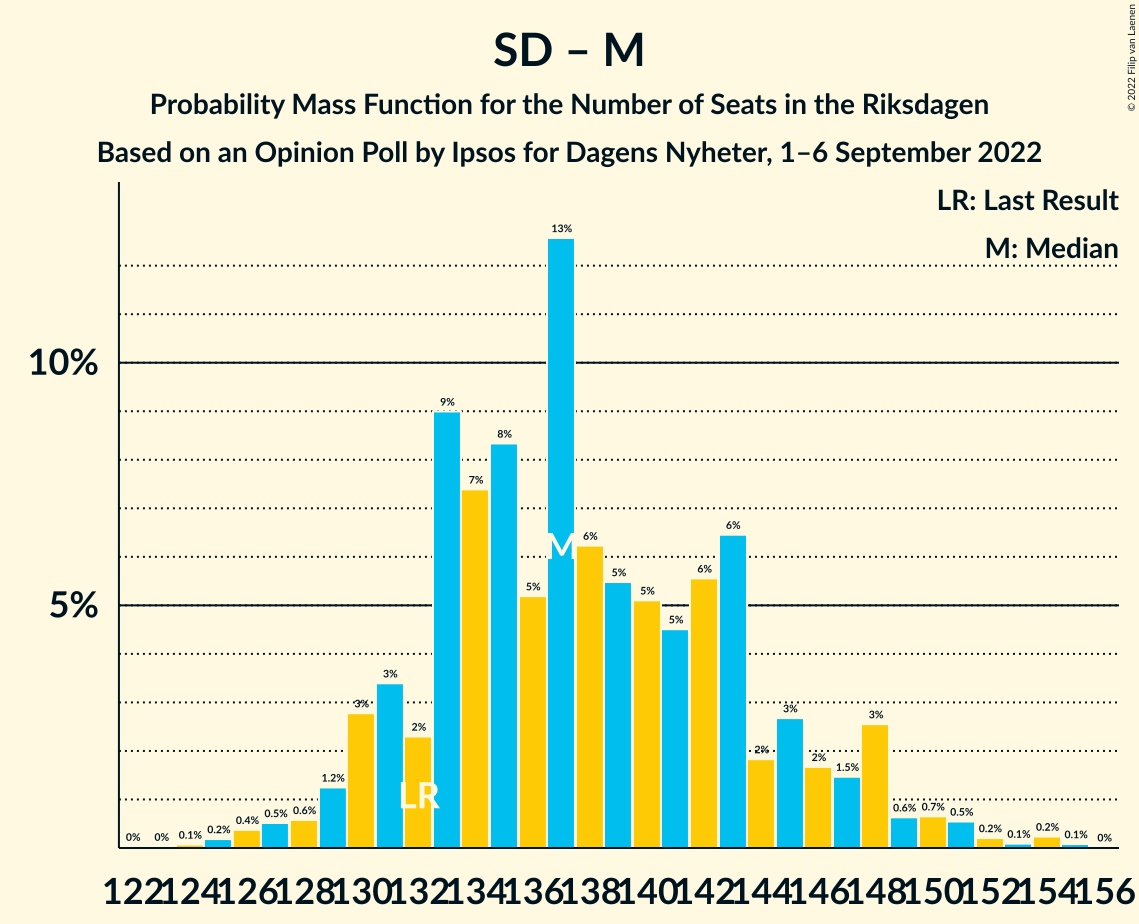 SD – M
Probability Mass Function for the Number of Seats in the Riksdagen
Based on an Opinion Poll by Ipsos for Dagens Nyheter, 1–6 September 2022
© 2022 Filip van Laenen
LR: Last Result
M: Median
10%
5%
0% 0% 0.1% 0.2% 0.4% 0.5% 0.6% 1.2% 3% 3% 2% 9% 7% 8% 5% 13% 6% 5% 5% 5% 6% 6% 2% 3% 2% 1.5% 3% 0.6% 0.7% 0.5% 0.2% 0.1% 0.2% 0.1% 0%
M
LR
122 124 126 128 130 132 134 136 138 140 142 144 146 148 150 152 154 156